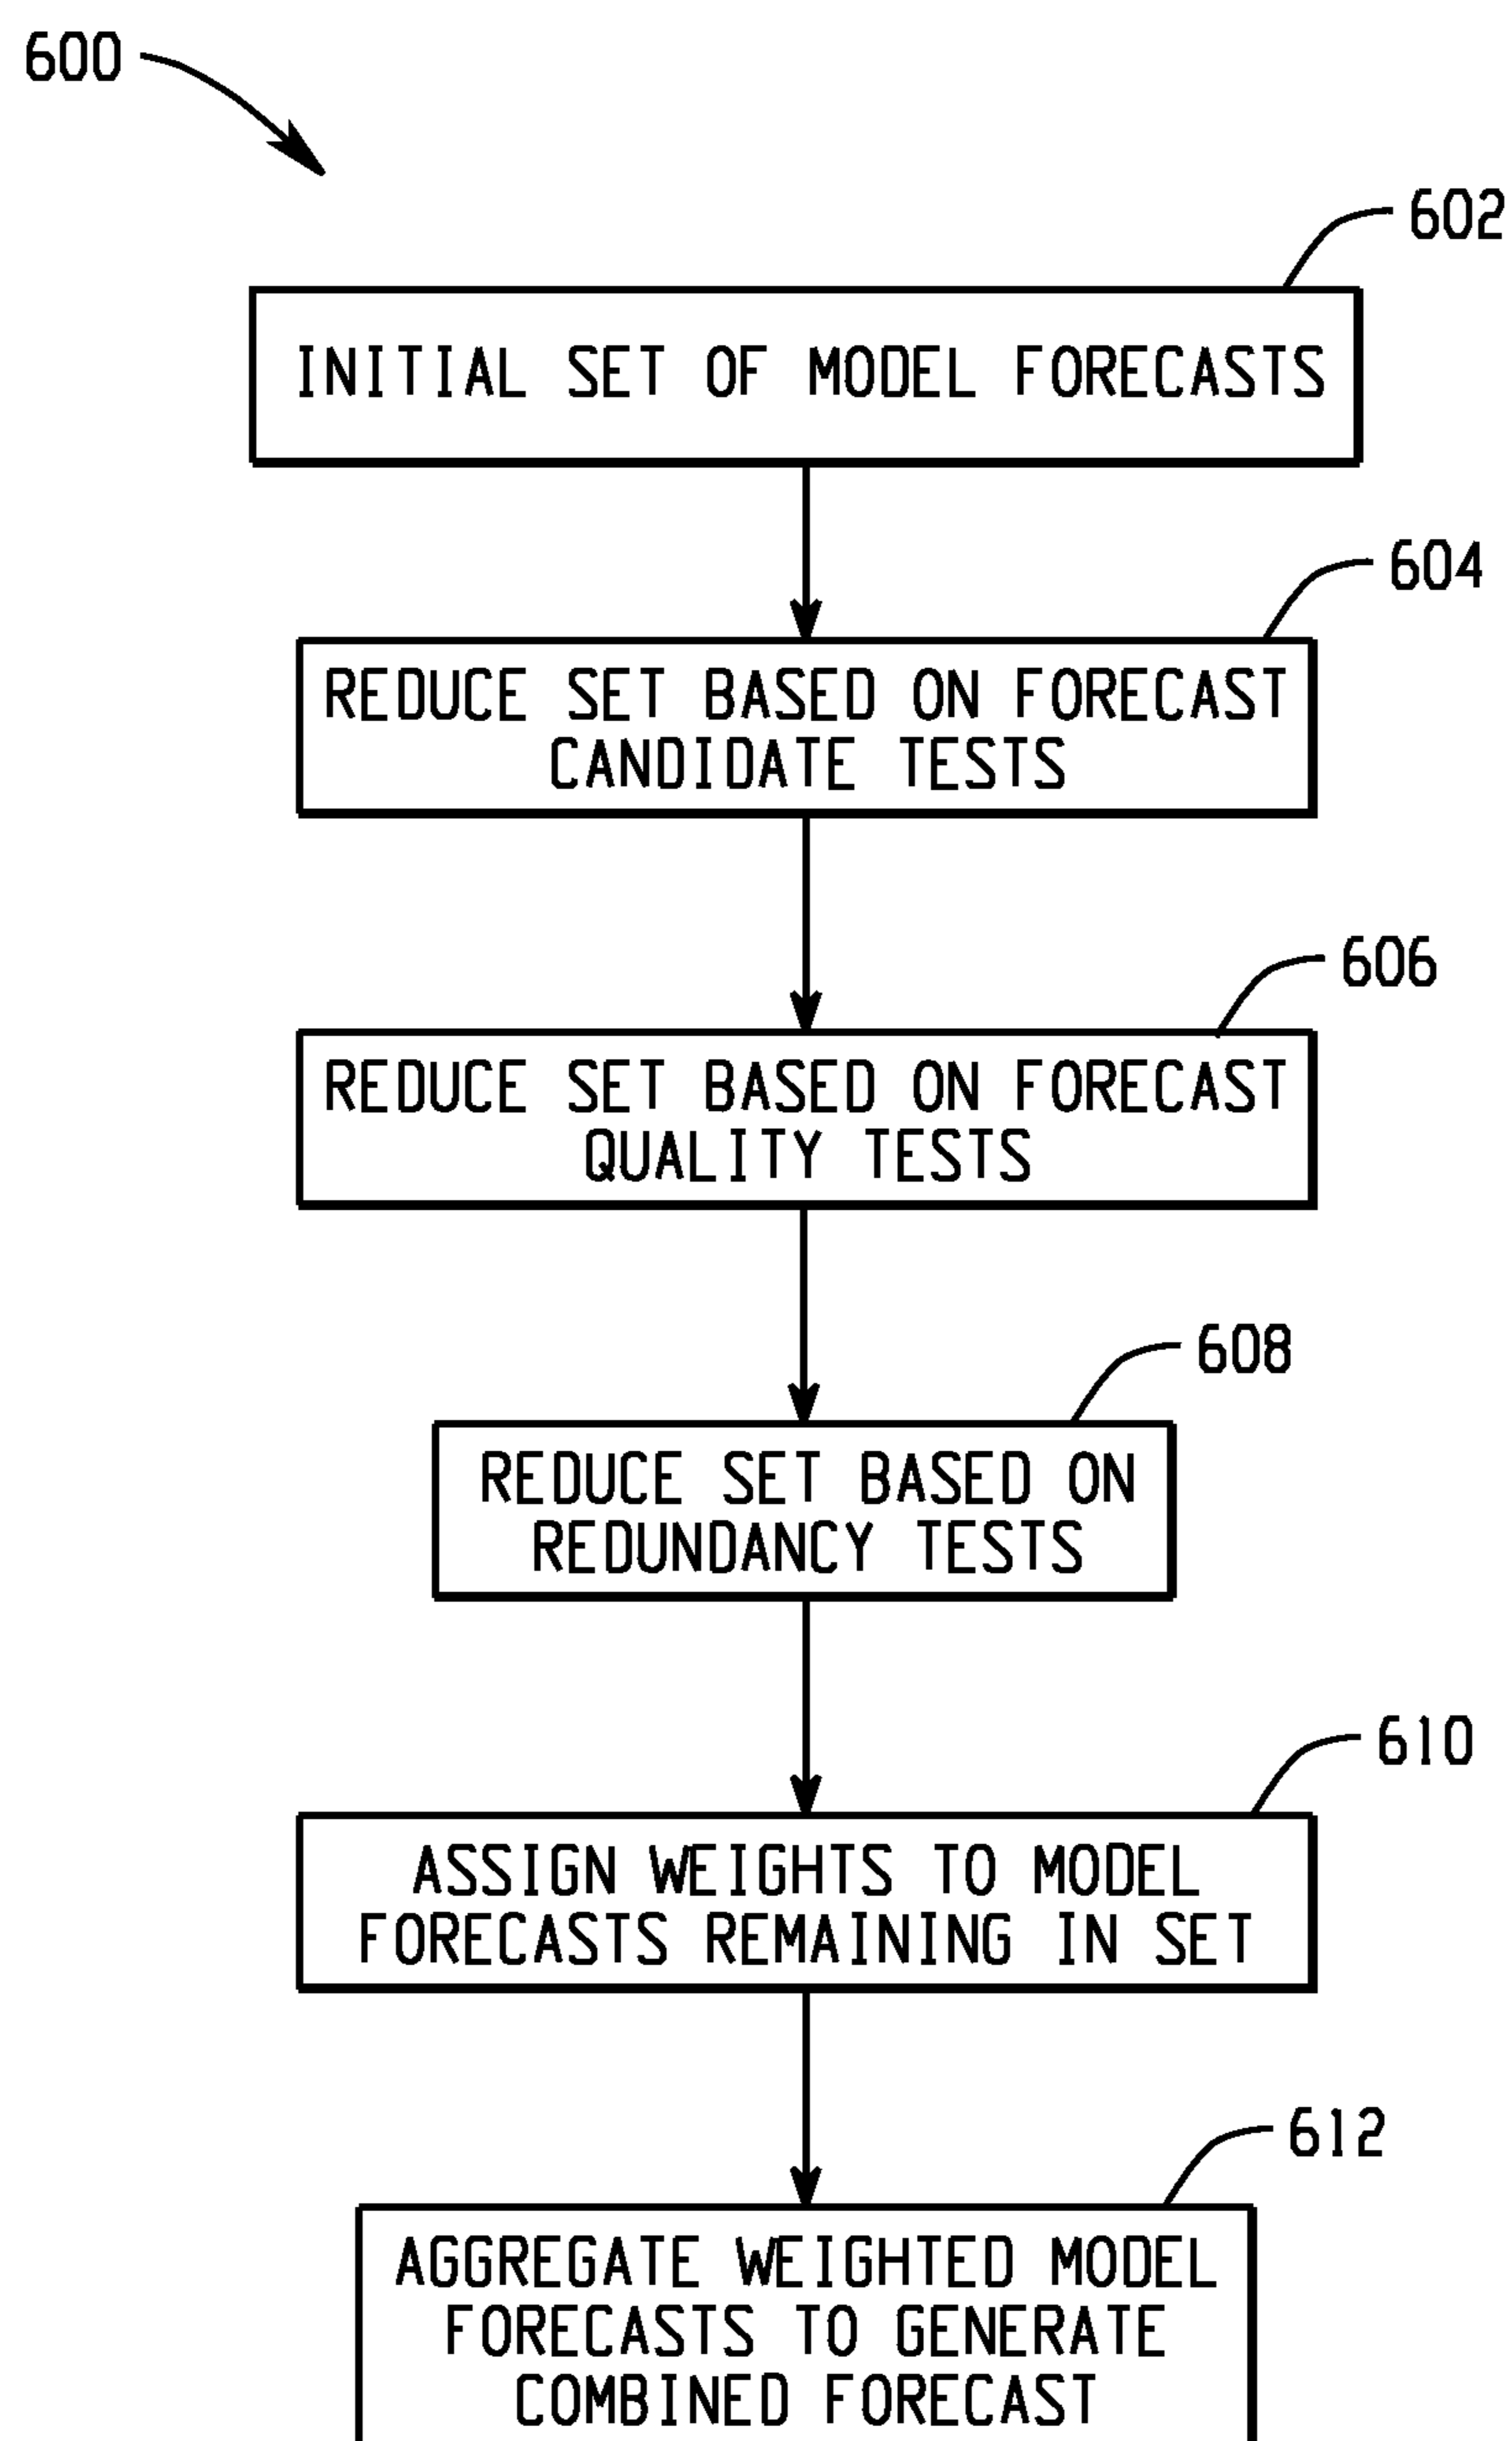 600
602
INITIAL SET OF MODEL FORECASTS
604
REDUCE SET BASED ON FORECAST
CANDIDATE TESTS
606
REDUCE SET BASED ON FORECAST
QUALITY TESTS
608
REDUCE SET BASED ON
REDUNDANCY TESTS
610
ASSIGN WEIGHTS TO MODEL
FORECASTS REMAINING IN SET
612
AGGREGATE WEIGHTED MODEL
FORECASTS TO GENERATE
COMBINED FORECAST